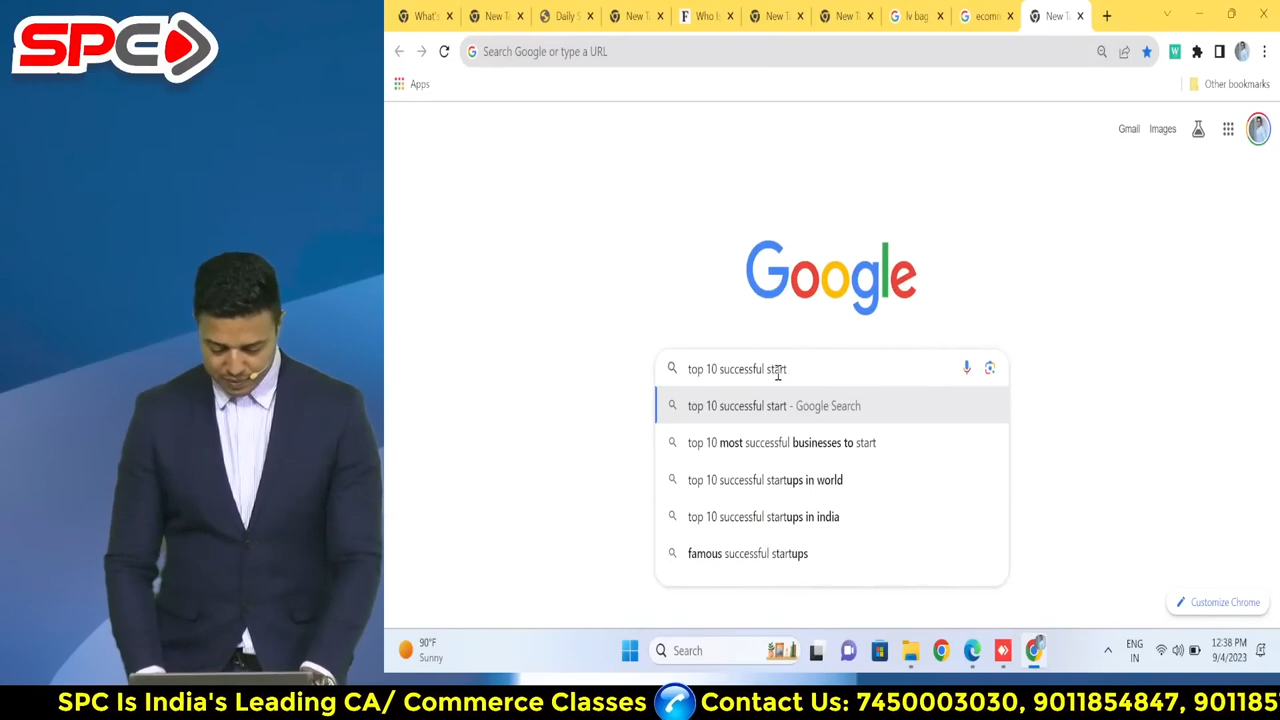 SPC
What's
New T
Daily S
New T
Who Is
New T
New T
lv bag
ecomm
New T
Search Google or type a URL
Apps
Other bookmarks
Gmail
Images
Google
top 10 successful start
top 10 successful start - Google Search
top 10 most successful businesses to start
top 10 successful startups in world
top 10 successful startups in india
famous successful startups
Customize Chrome
90°F
Sunny
Search
ENG
IN
12:38 PM
9/4/2023
SPC Is India's Leading CA/ Commerce Classes
Contact Us: 7450003030, 9011854847, 901185